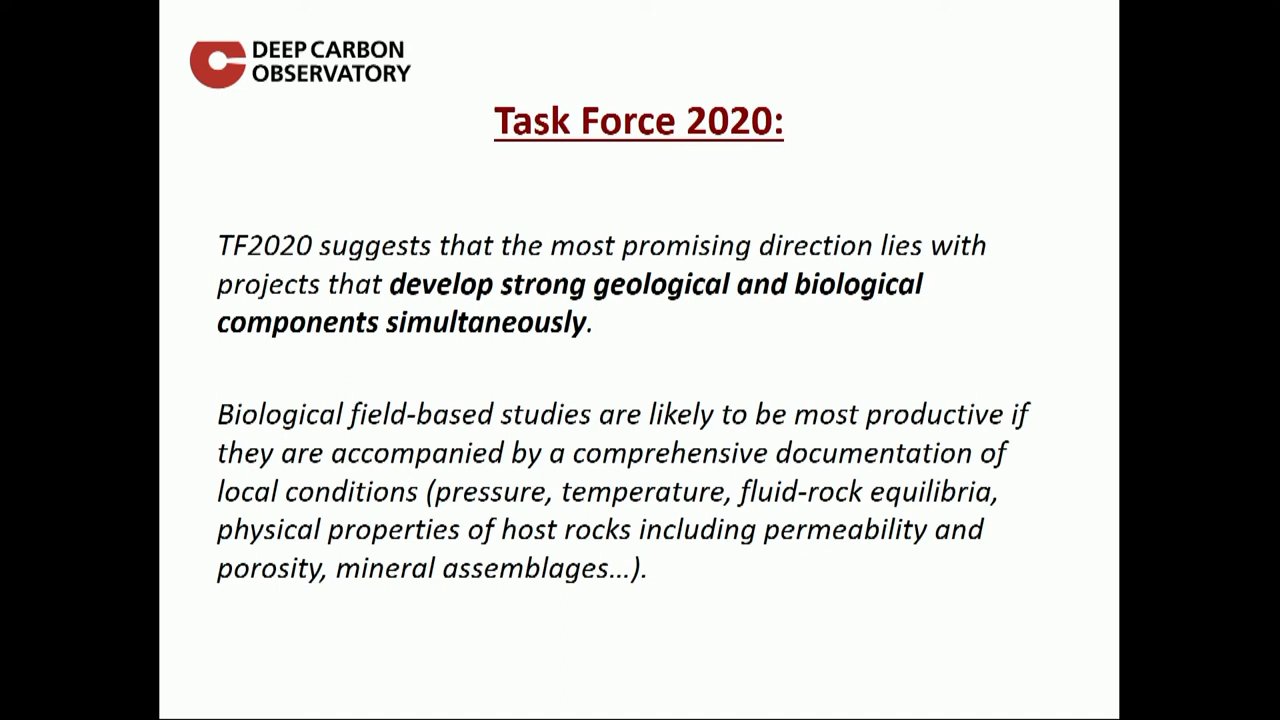 DEEP CARBON
OBSERVATORY
Task Force 2020:
TF2020 suggests that the most promising direction lies with
projects that develop strong geological and biological
components simultaneously.
Biological field-based studies are likely to be most productive if
they are accompanied by a comprehensive documentation of
local conditions (pressure, temperature, fluid-rock equilibria,
physical properties of host rocks including permeability and
porosity, mineral assemblages...).